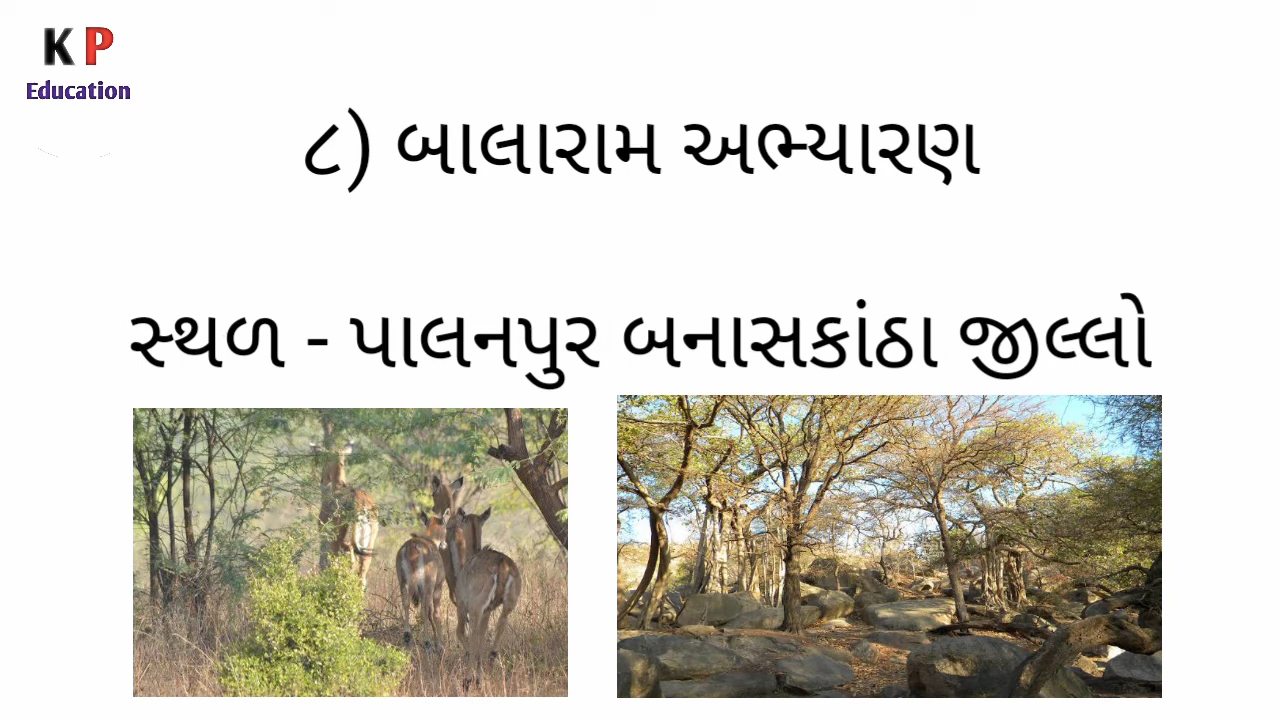 K P
Education
૮) બાલારામ અભ્યારણ
સ્થળ - પાલનપુર બનાસકાંઠા જીલ્લો